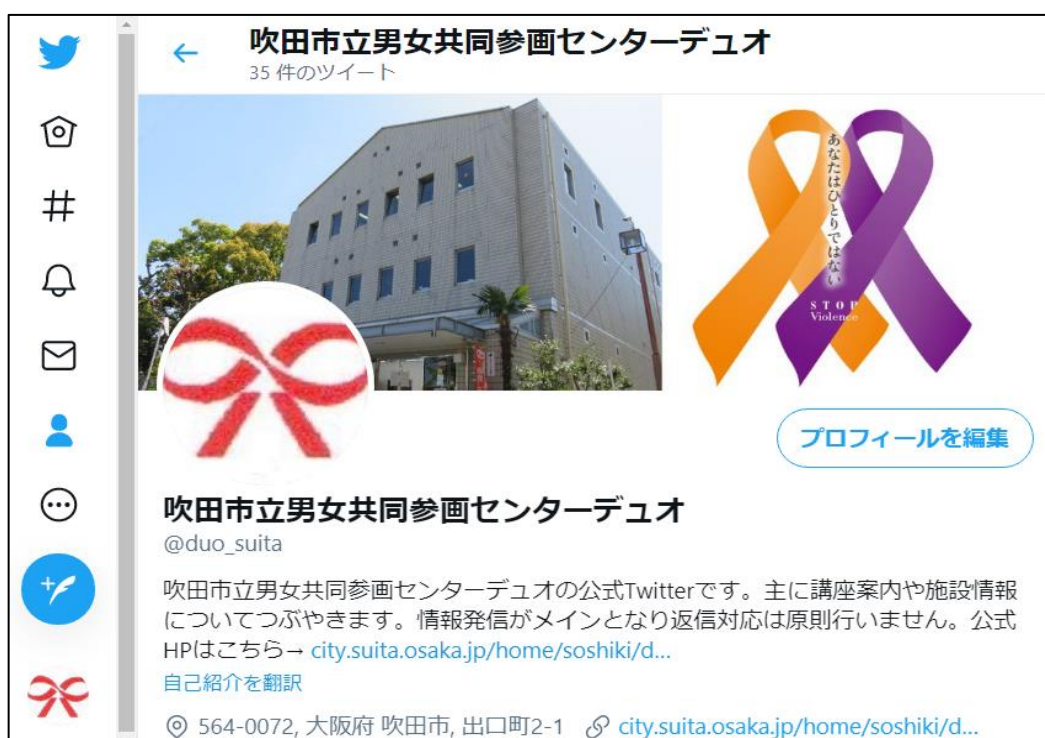 吹田市立男女共同参画センターデュオ
35 件のツイート
あなたはひとりではない
STOP
Violence
プロフィールを編集
吹田市立男女共同参画センターデュオ
@duo_suita
吹田市立男女共同参画センターデュオの公式Twitterです。主に講座案内や施設情報
についてつぶやきます。情報発信がメインとなり返信対応は原則行いません。公式
HPはこちら→ city.suita.osaka.jp/home/soshiki/d...
自己紹介を翻訳
564-0072, 大阪府 吹田市, 出口町2-1 city.suita.osaka.jp/home/soshiki/d...